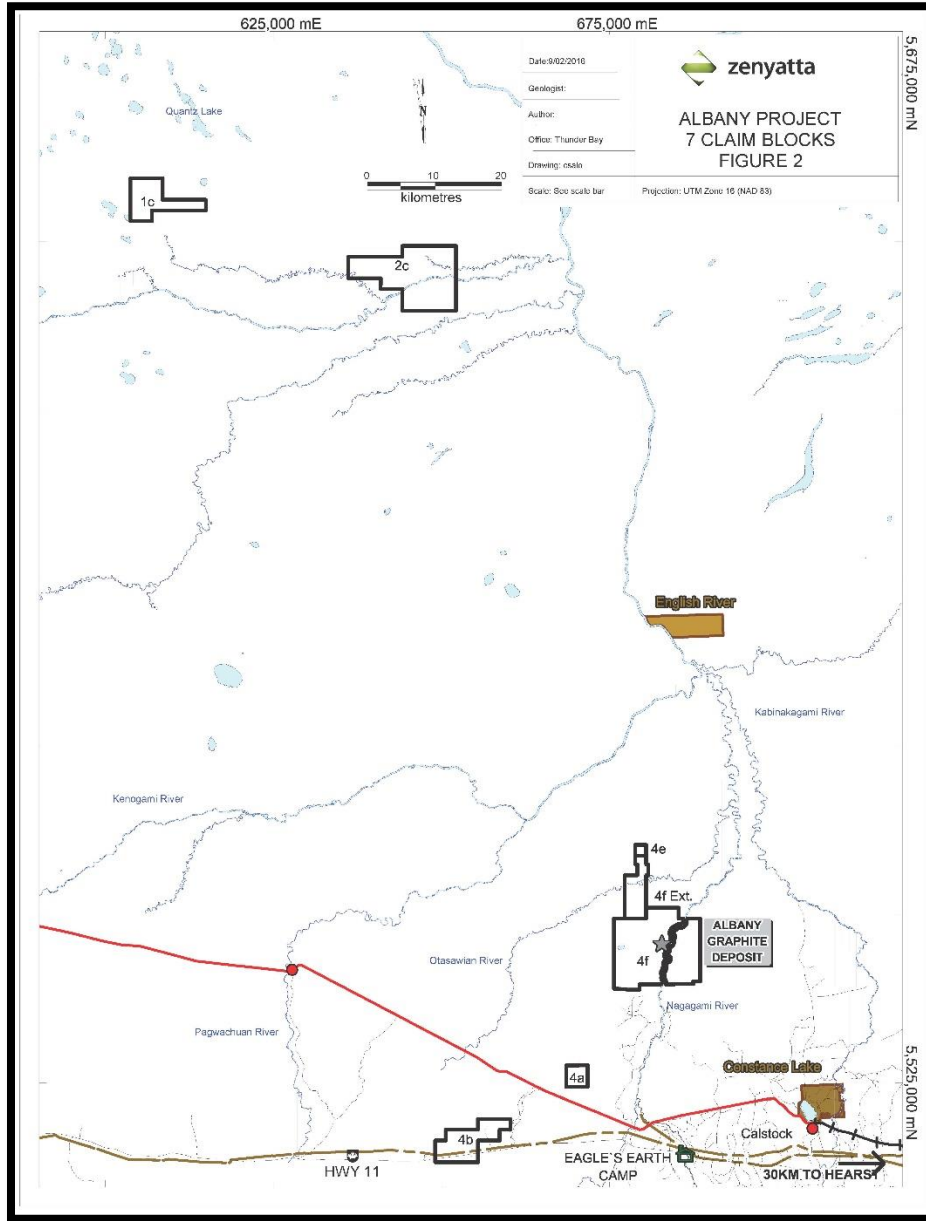 625,000 mE
675,000 mE
5,675,000 mN
Date:9/02/2016
Geologist:
Author:
Office: Thunder Bay
Drawing: csalo
Scale: See scale bar
Projection: UTM Zone 16 (NAD 83)
zenyatta
ALBANY PROJECT
7 CLAIM BLOCKS
FIGURE 2
Quantz Lake
N
0 10 20
kilometres
1c
2c
English River
Kabinakagami River
Kenogami River
4e
4f Ext.
ALBANY
GRAPHITE
DEPOSIT
4f
Otasawian River
Nagagami River
Pagwachuan River
4a
Constance Lake
5,525,000 mN
4b
Calstock
HWY 11
EAGLE`S EARTH
CAMP
30KM TO HEARST